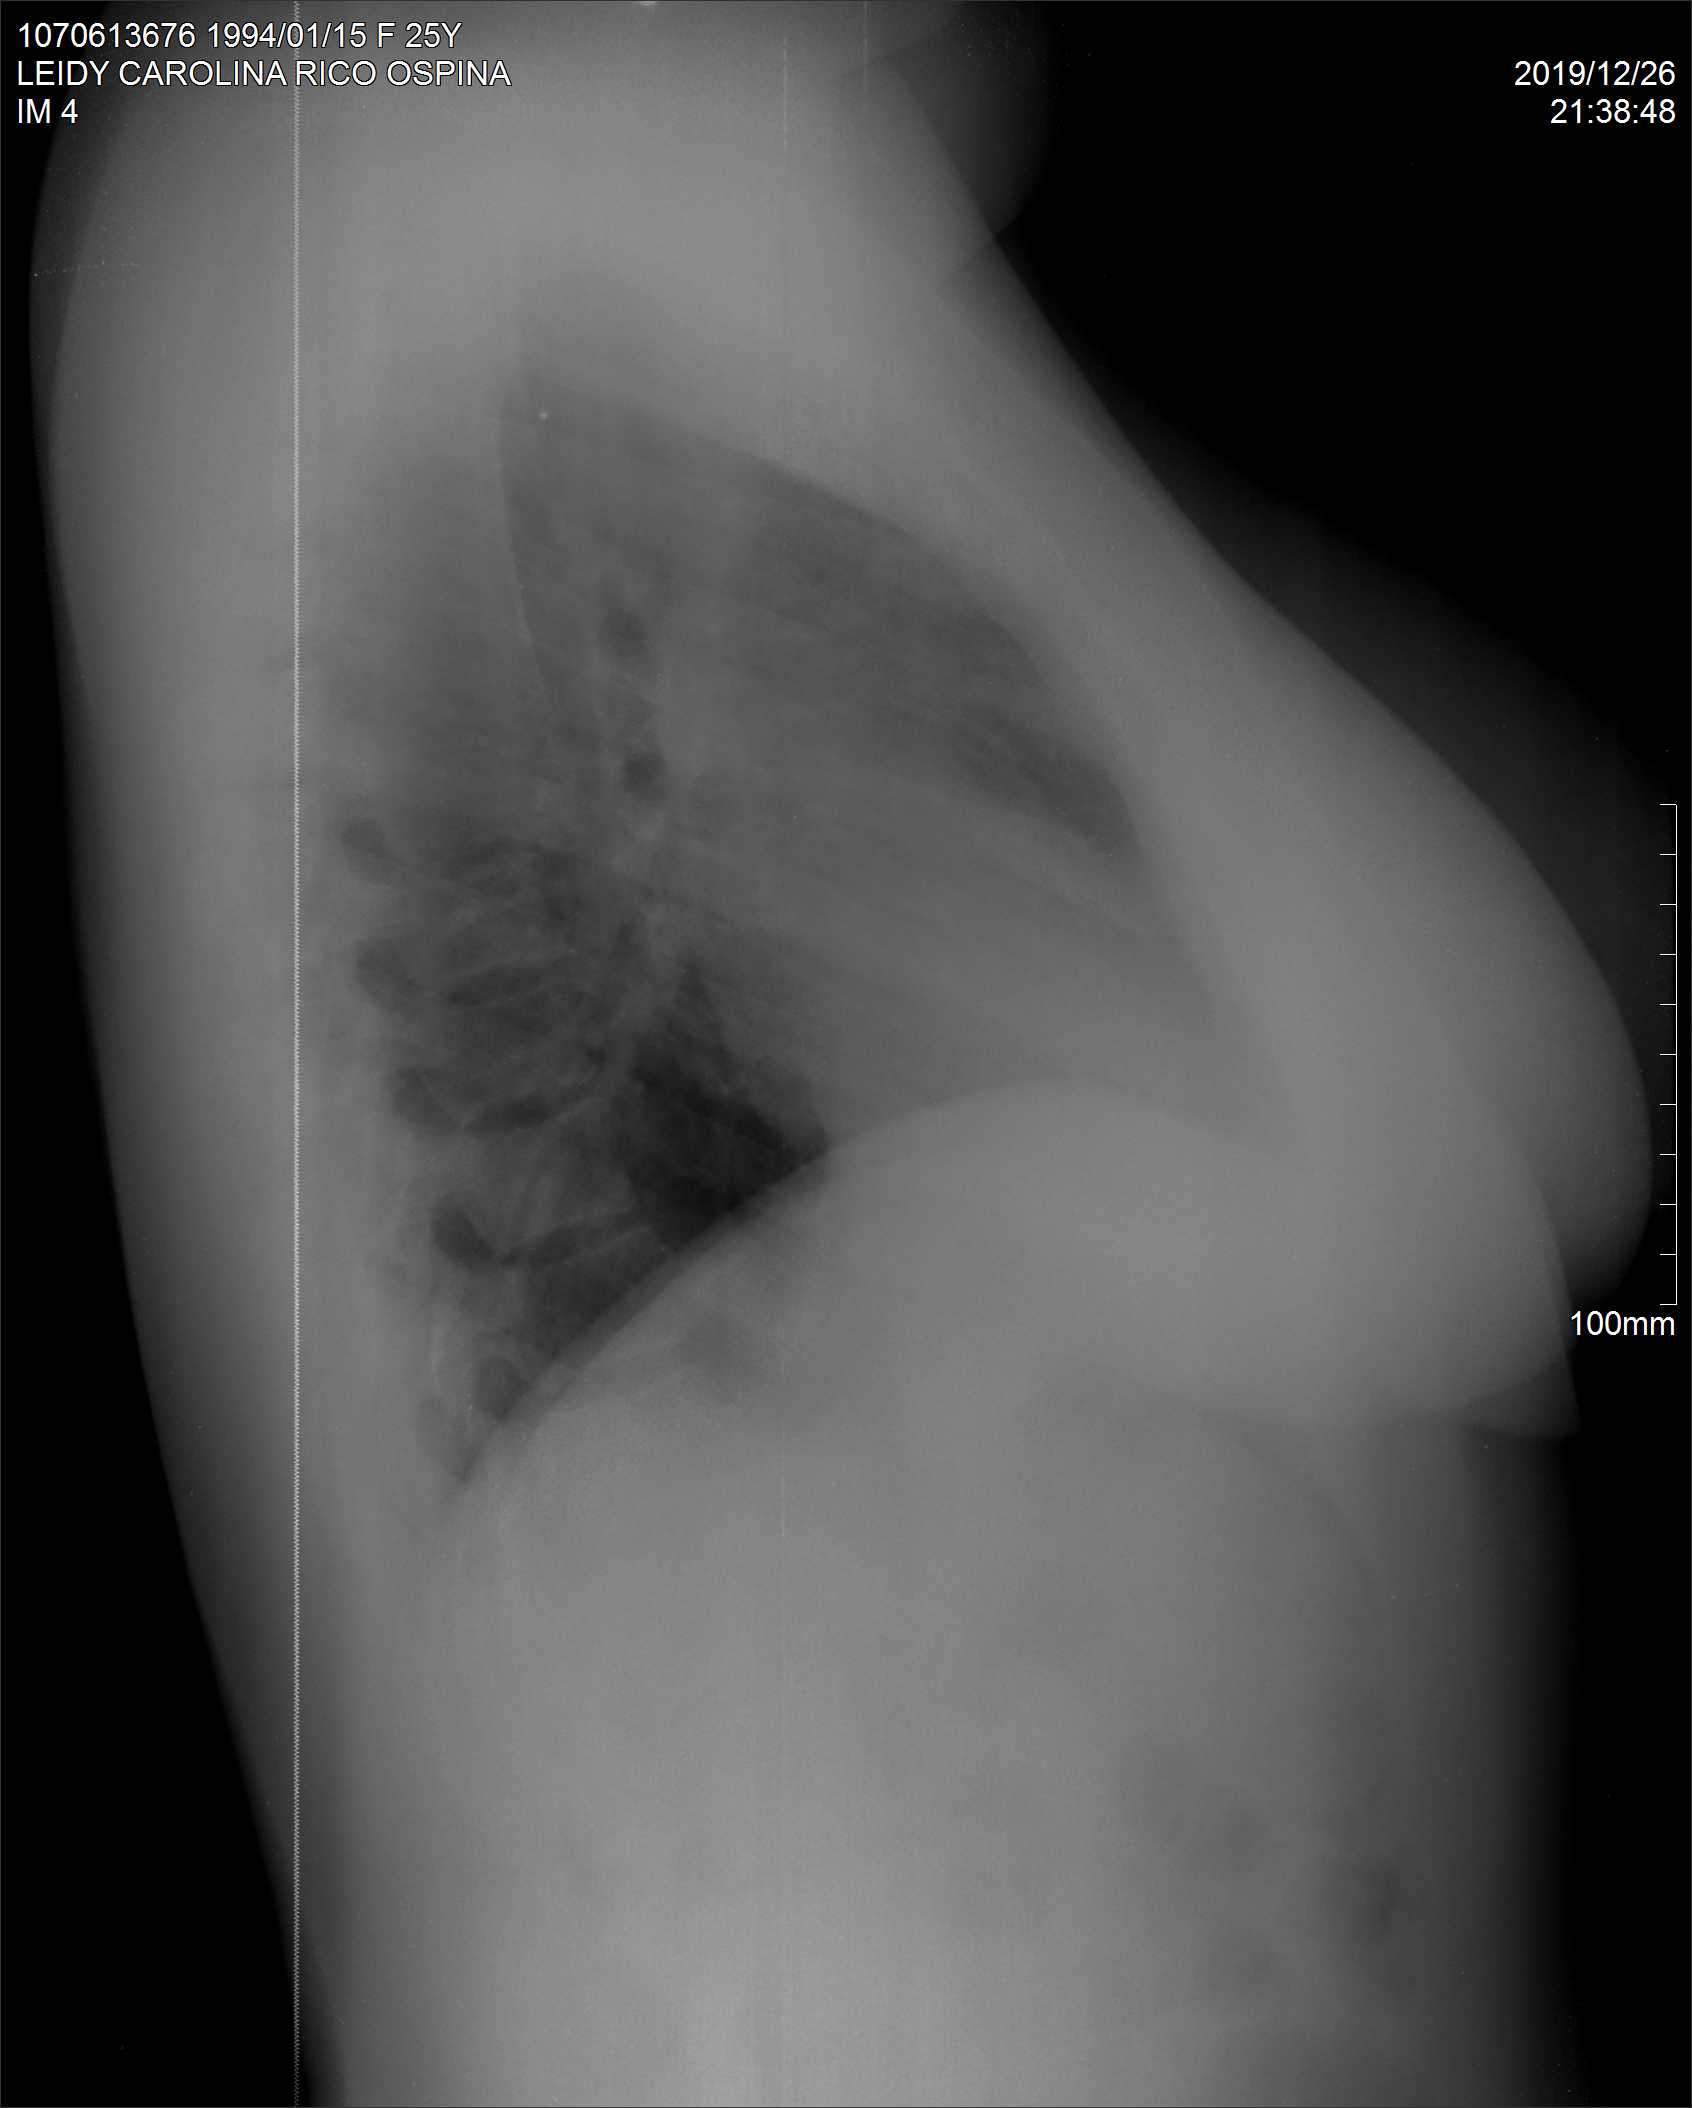 1070613676 1994/01/15 F 25Y
LEIDY CAROLINA RICO OSPINA
IM 4
2019/12/26
21:38:48
100mm